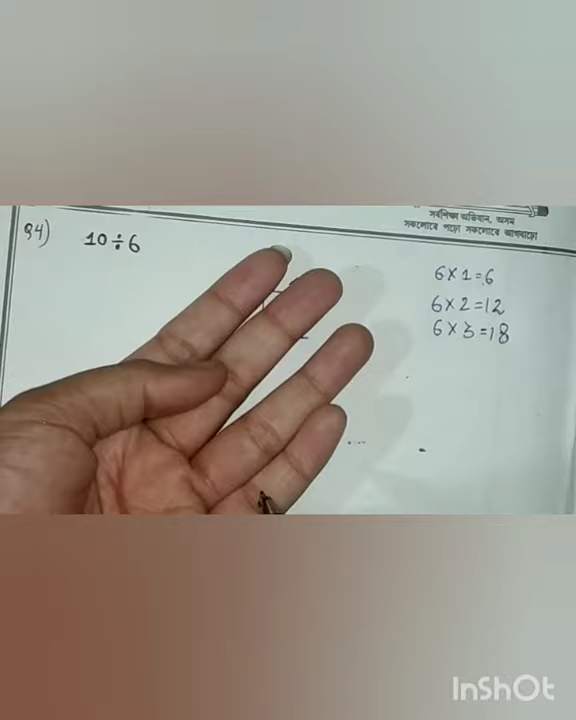 সৰ্বশিক্ষা অভিযান, অসম
সকলোৱে পঢ়ো সকলোৱে আগবাঢ়ো
Q4) 10÷6
6×1=6
6×2=12
6×3=18
InShOt